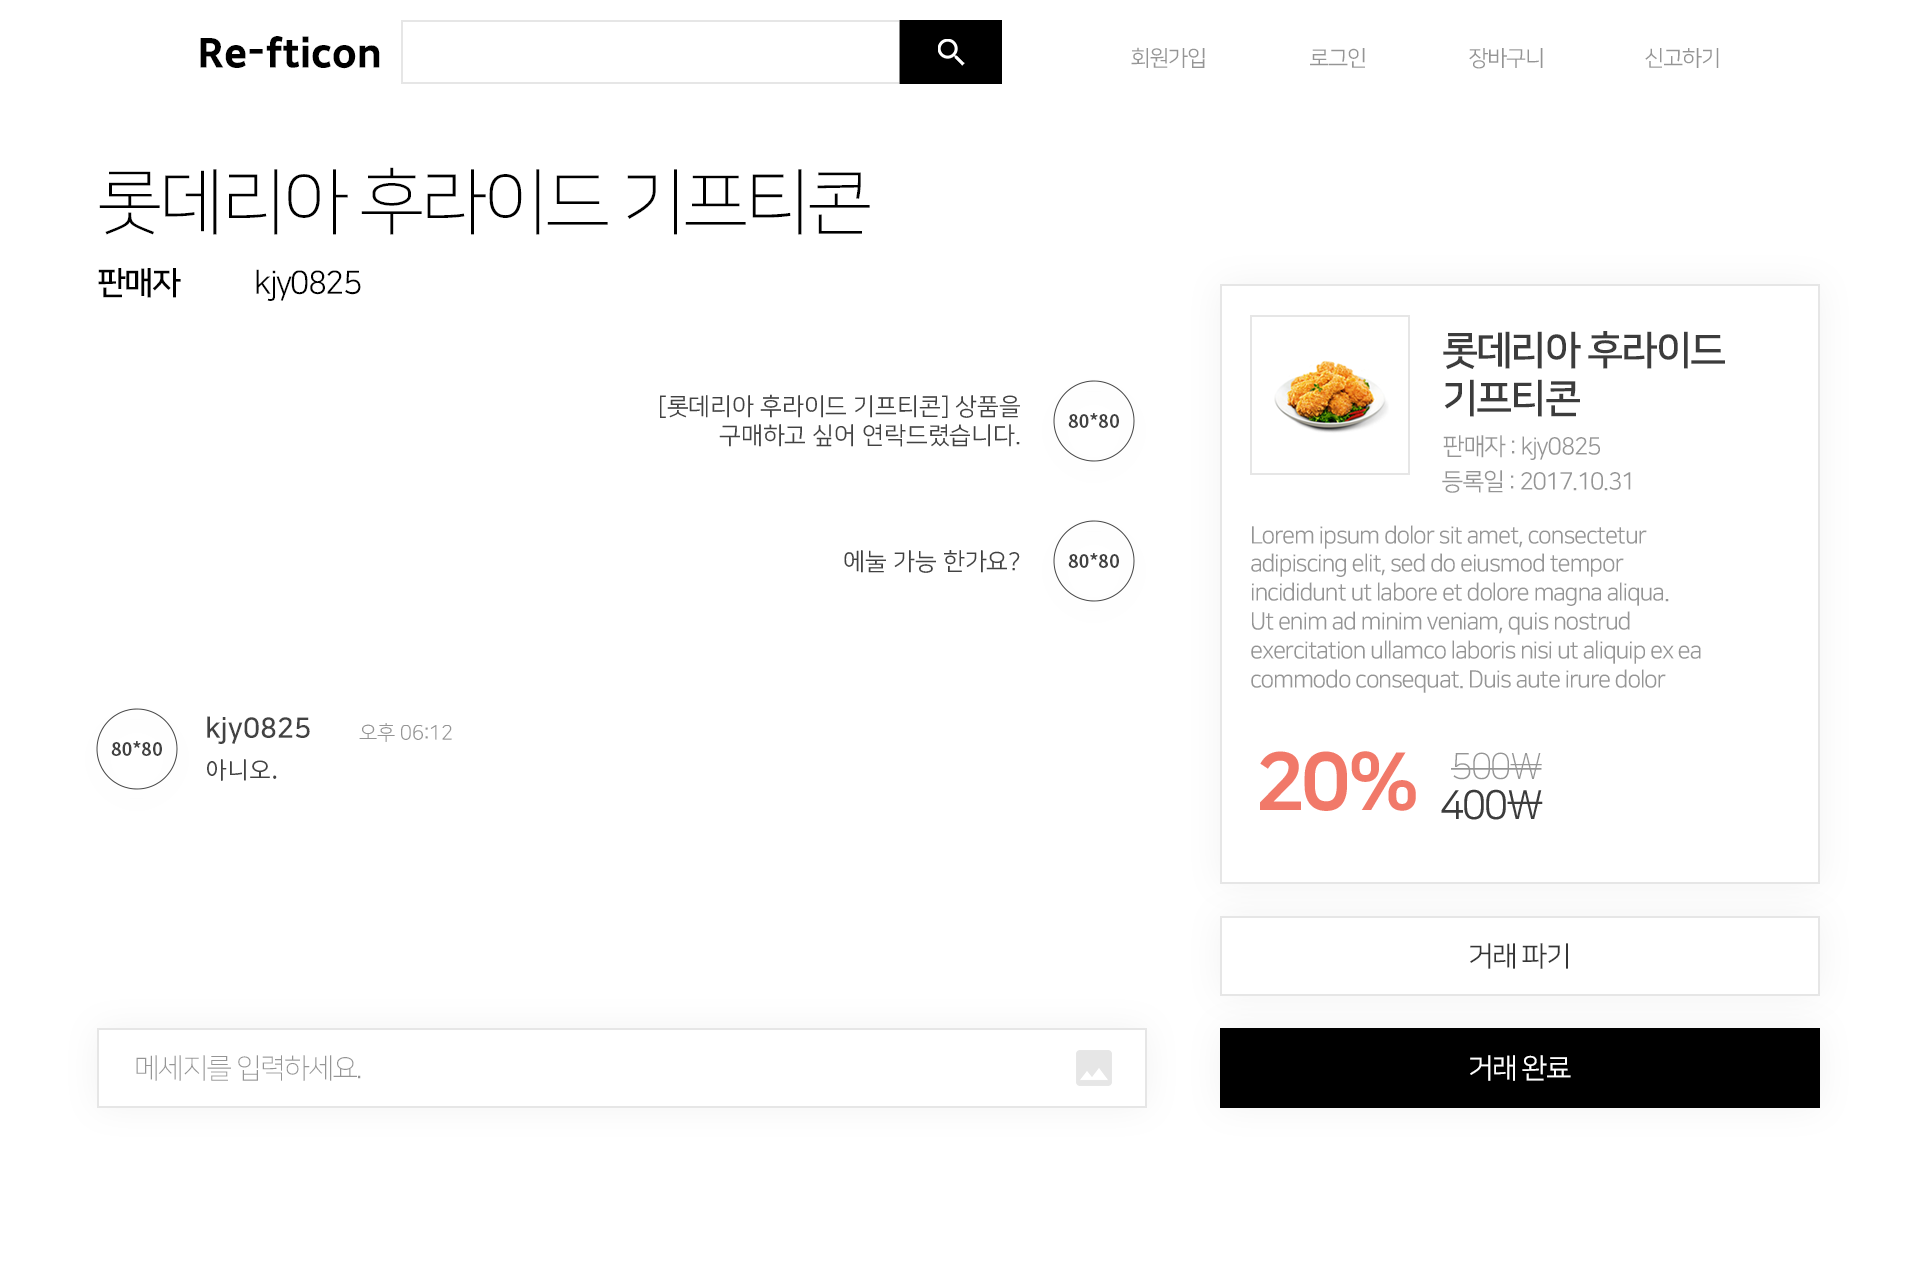 Re-fticon
회원가입
로그인
장바구니
신고하기
롯데리아 후라이드 기프티콘
판매자 kjy0825
[롯데리아 후라이드 기프티콘] 상품을
구매하고 싶어 연락드렸습니다.
80*80
에눌 가능 한가요?
80*80
80*80
kjy0825 오후 06:12
아니오.
메세지를 입력하세요.
롯데리아 후라이드
기프티콘
판매자 : kjy0825
등록일 : 2017.10.31
Lorem ipsum dolor sit amet, consectetur
adipiscing elit, sed do eiusmod tempor
incididunt ut labore et dolore magna aliqua.
Ut enim ad minim veniam, quis nostrud
exercitation ullamco laboris nisi ut aliquip ex ea
commodo consequat. Duis aute irure dolor
20%
500₩
400₩
거래 파기
거래 완료